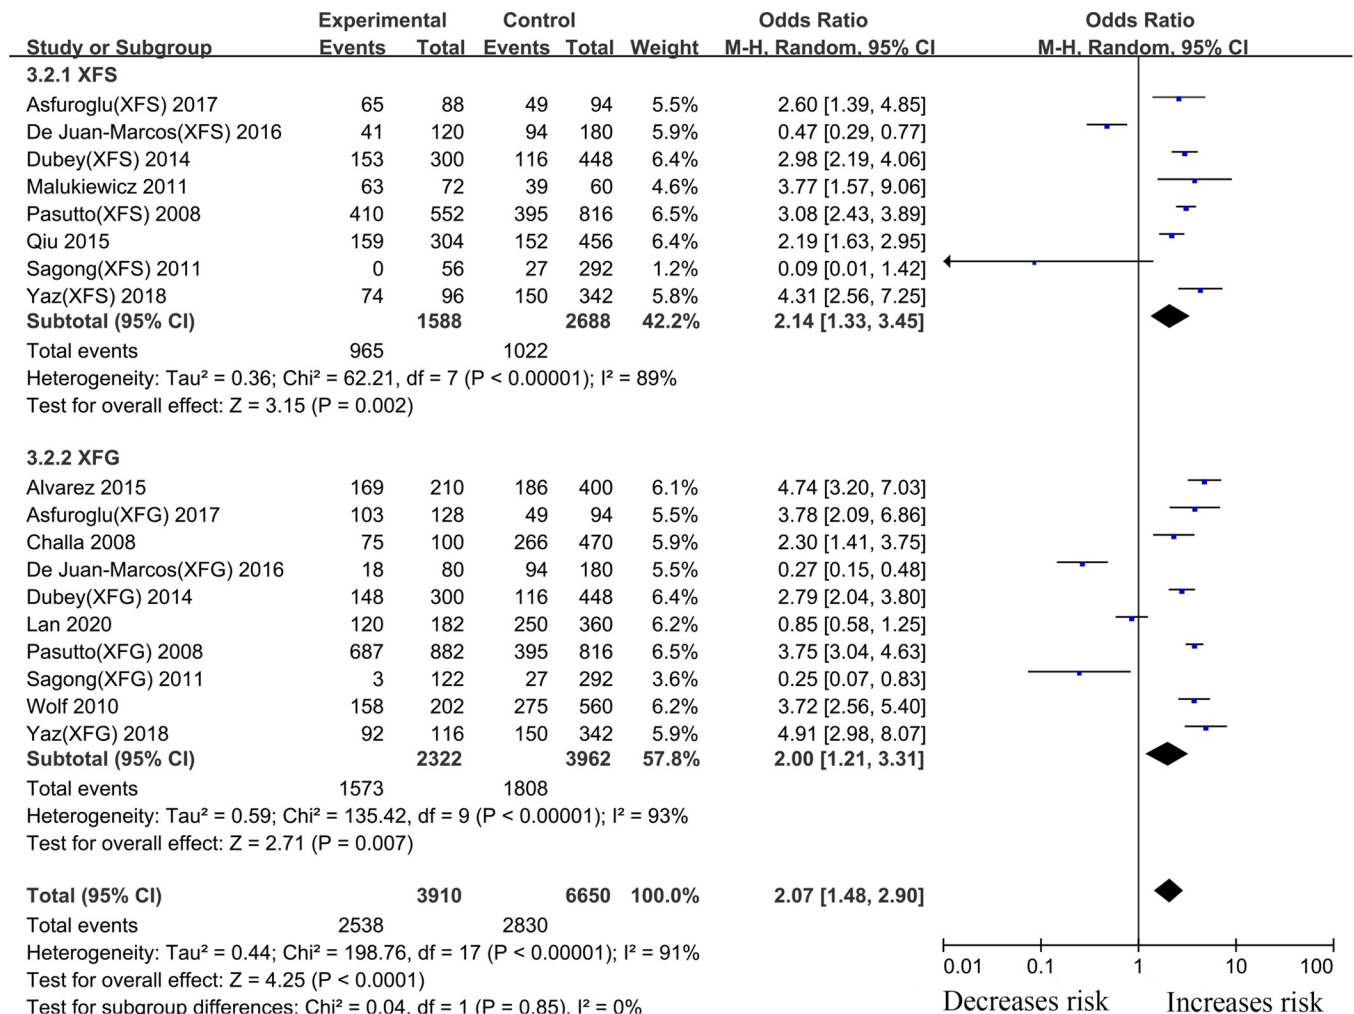 Experimental Control Odds Ratio Odds Ratio
Study or Subgroup Events Total Events Total Weight M-H, Random, 95% CI M-H, Random, 95% CI
3.2.1 XFS
Asfuroglu(XFS) 2017 65 88 49 94 5.5% 2.60 [1.39, 4.85]
De Juan-Marcos(XFS) 2016 41 120 94 180 5.9% 0.47 [0.29, 0.77]
Dubey(XFS) 2014 153 300 116 448 6.4% 2.98 [2.19, 4.06]
Malukiewicz 2011 63 72 39 60 4.6% 3.77 [1.57, 9.06]
Pasutto(XFS) 2008 410 552 395 816 6.5% 3.08 [2.43, 3.89]
Qiu 2015 159 304 152 456 6.4% 2.19 [1.63, 2.95]
Sagong(XFS) 2011 0 56 27 292 1.2% 0.09 [0.01, 1.42]
Yaz(XFS) 2018 74 96 150 342 5.8% 4.31 [2.56, 7.25]
Subtotal (95% CI) 1588 2688 42.2% 2.14 [1.33, 3.45]
Total events 965 1022
Heterogeneity: Tau² = 0.36; Chi² = 62.21, df = 7 (P < 0.00001); I² = 89%
Test for overall effect: Z = 3.15 (P = 0.002)
3.2.2 XFG
Alvarez 2015 169 210 186 400 6.1% 4.74 [3.20, 7.03]
Asfuroglu(XFG) 2017 103 128 49 94 5.5% 3.78 [2.09, 6.86]
Challa 2008 75 100 266 470 5.9% 2.30 [1.41, 3.75]
De Juan-Marcos(XFG) 2016 18 80 94 180 5.5% 0.27 [0.15, 0.48]
Dubey(XFG) 2014 148 300 116 448 6.4% 2.79 [2.04, 3.80]
Lan 2020 120 182 250 360 6.2% 0.85 [0.58, 1.25]
Pasutto(XFG) 2008 687 882 395 816 6.5% 3.75 [3.04, 4.63]
Sagong(XFG) 2011 3 122 27 292 3.6% 0.25 [0.07, 0.83]
Wolf 2010 158 202 275 560 6.2% 3.72 [2.56, 5.40]
Yaz(XFG) 2018 92 116 150 342 5.9% 4.91 [2.98, 8.07]
Subtotal (95% CI) 2322 3962 57.8% 2.00 [1.21, 3.31]
Total events 1573 1808
Heterogeneity: Tau² = 0.59; Chi² = 135.42, df = 9 (P < 0.00001); I² = 93%
Test for overall effect: Z = 2.71 (P = 0.007)
Total (95% CI) 3910 6650 100.0% 2.07 [1.48, 2.90]
Total events 2538 2830
Heterogeneity: Tau² = 0.44; Chi² = 198.76, df = 17 (P < 0.00001); I² = 91%
Test for overall effect: Z = 4.25 (P < 0.0001)
Test for subgroup differences: Chi² = 0.04, df = 1 (P = 0.85), I² = 0%
0.01 0.1 1 10 100
Decreases risk Increases risk